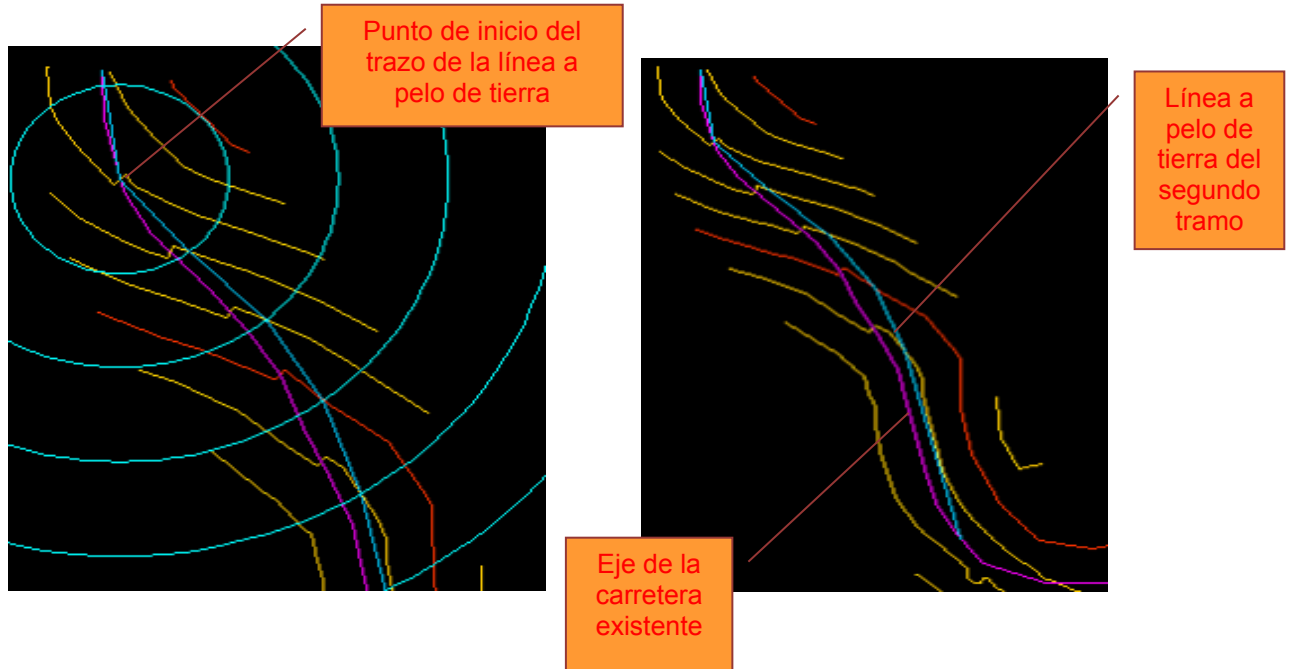 Punto de inicio del
trazo de la línea a
pelo de tierra
Línea a
pelo de
tierra del
segundo
tramo
Eje de la
carretera
existente